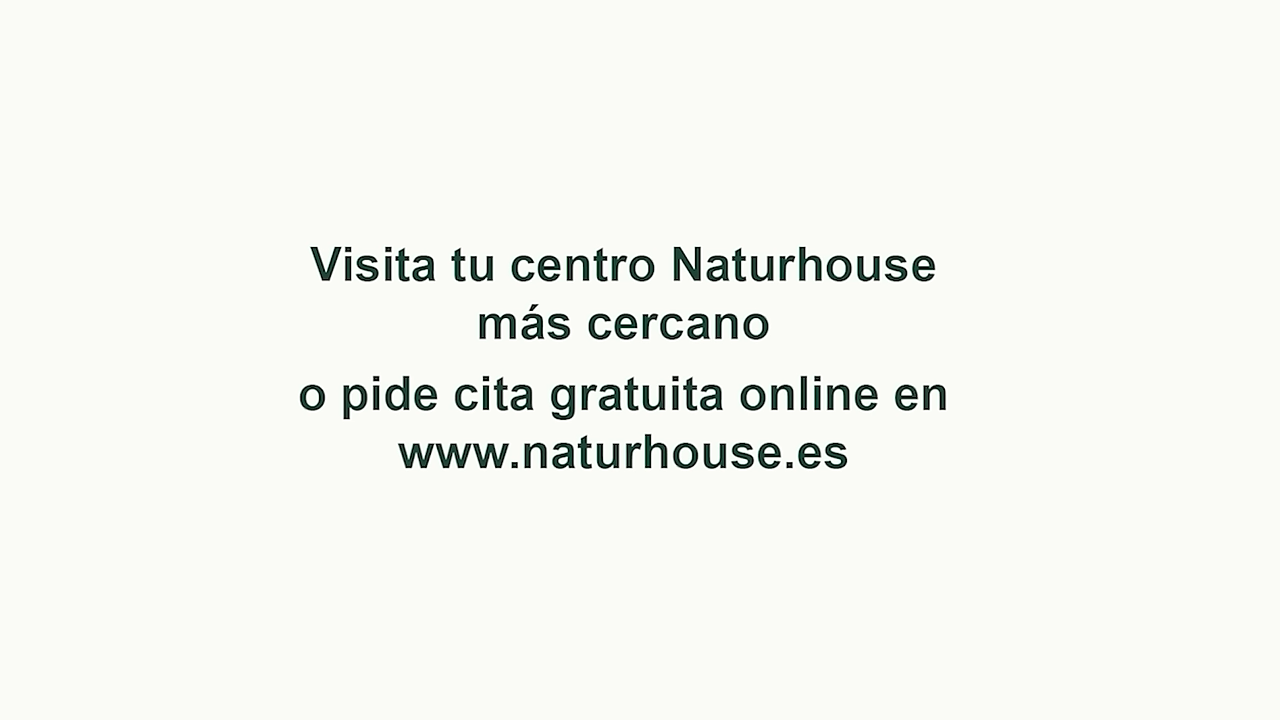 Visita tu centro Naturhouse
más cercano
o pide cita gratuita online en
www.naturhouse.es